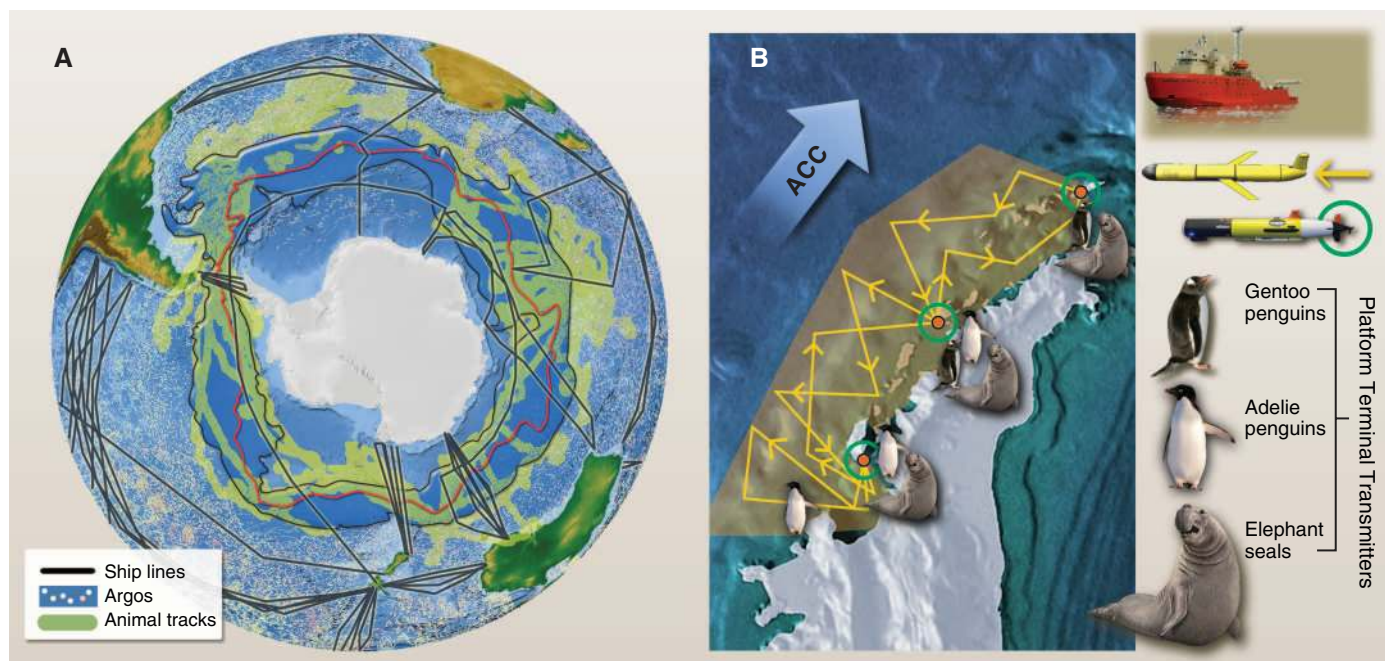 A
B
ACC
Ship lines
Argos
Animal tracks
Gentoo
penguins
Adelie
penguins
Elephant
seals
Platform Terminal Transmitters